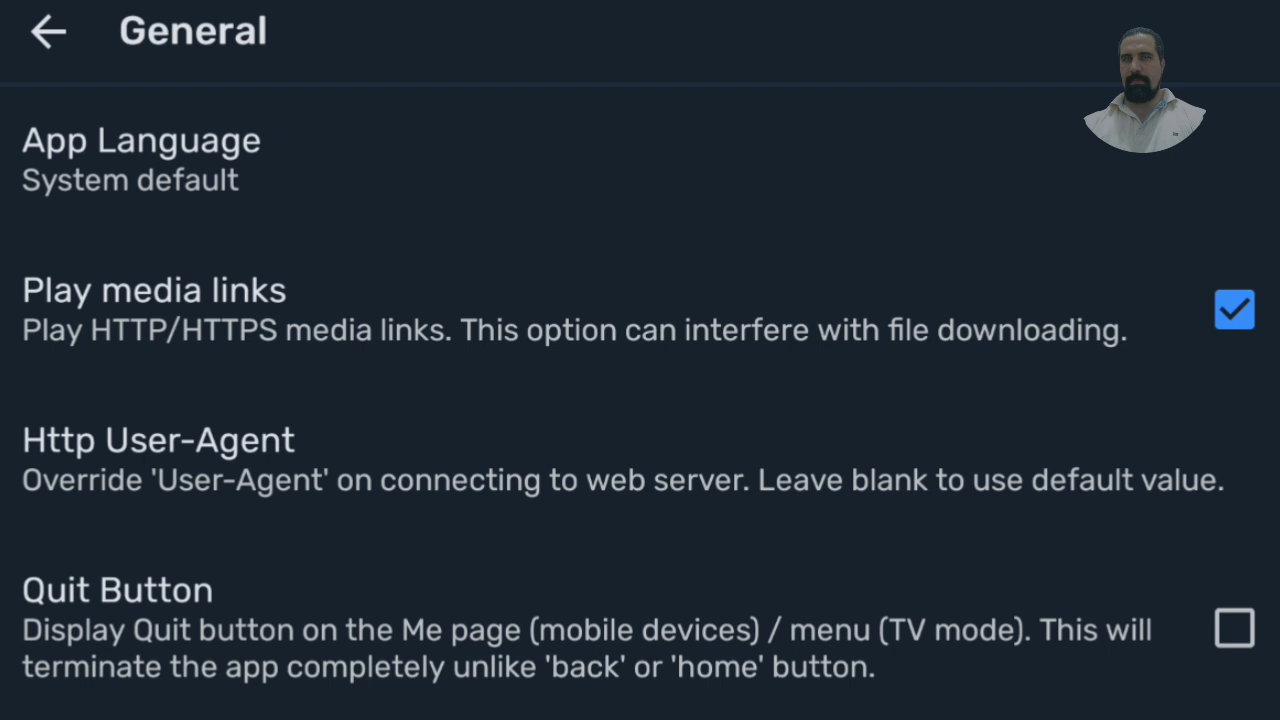 General
App Language
System default
Play media links
Play HTTP/HTTPS media links. This option can interfere with file downloading.
Http User-Agent
Override 'User-Agent' on connecting to web server. Leave blank to use default value.
Quit Button
Display Quit button on the Me page (mobile devices) / menu (TV mode). This will
terminate the app completely unlike 'back' or 'home' button.